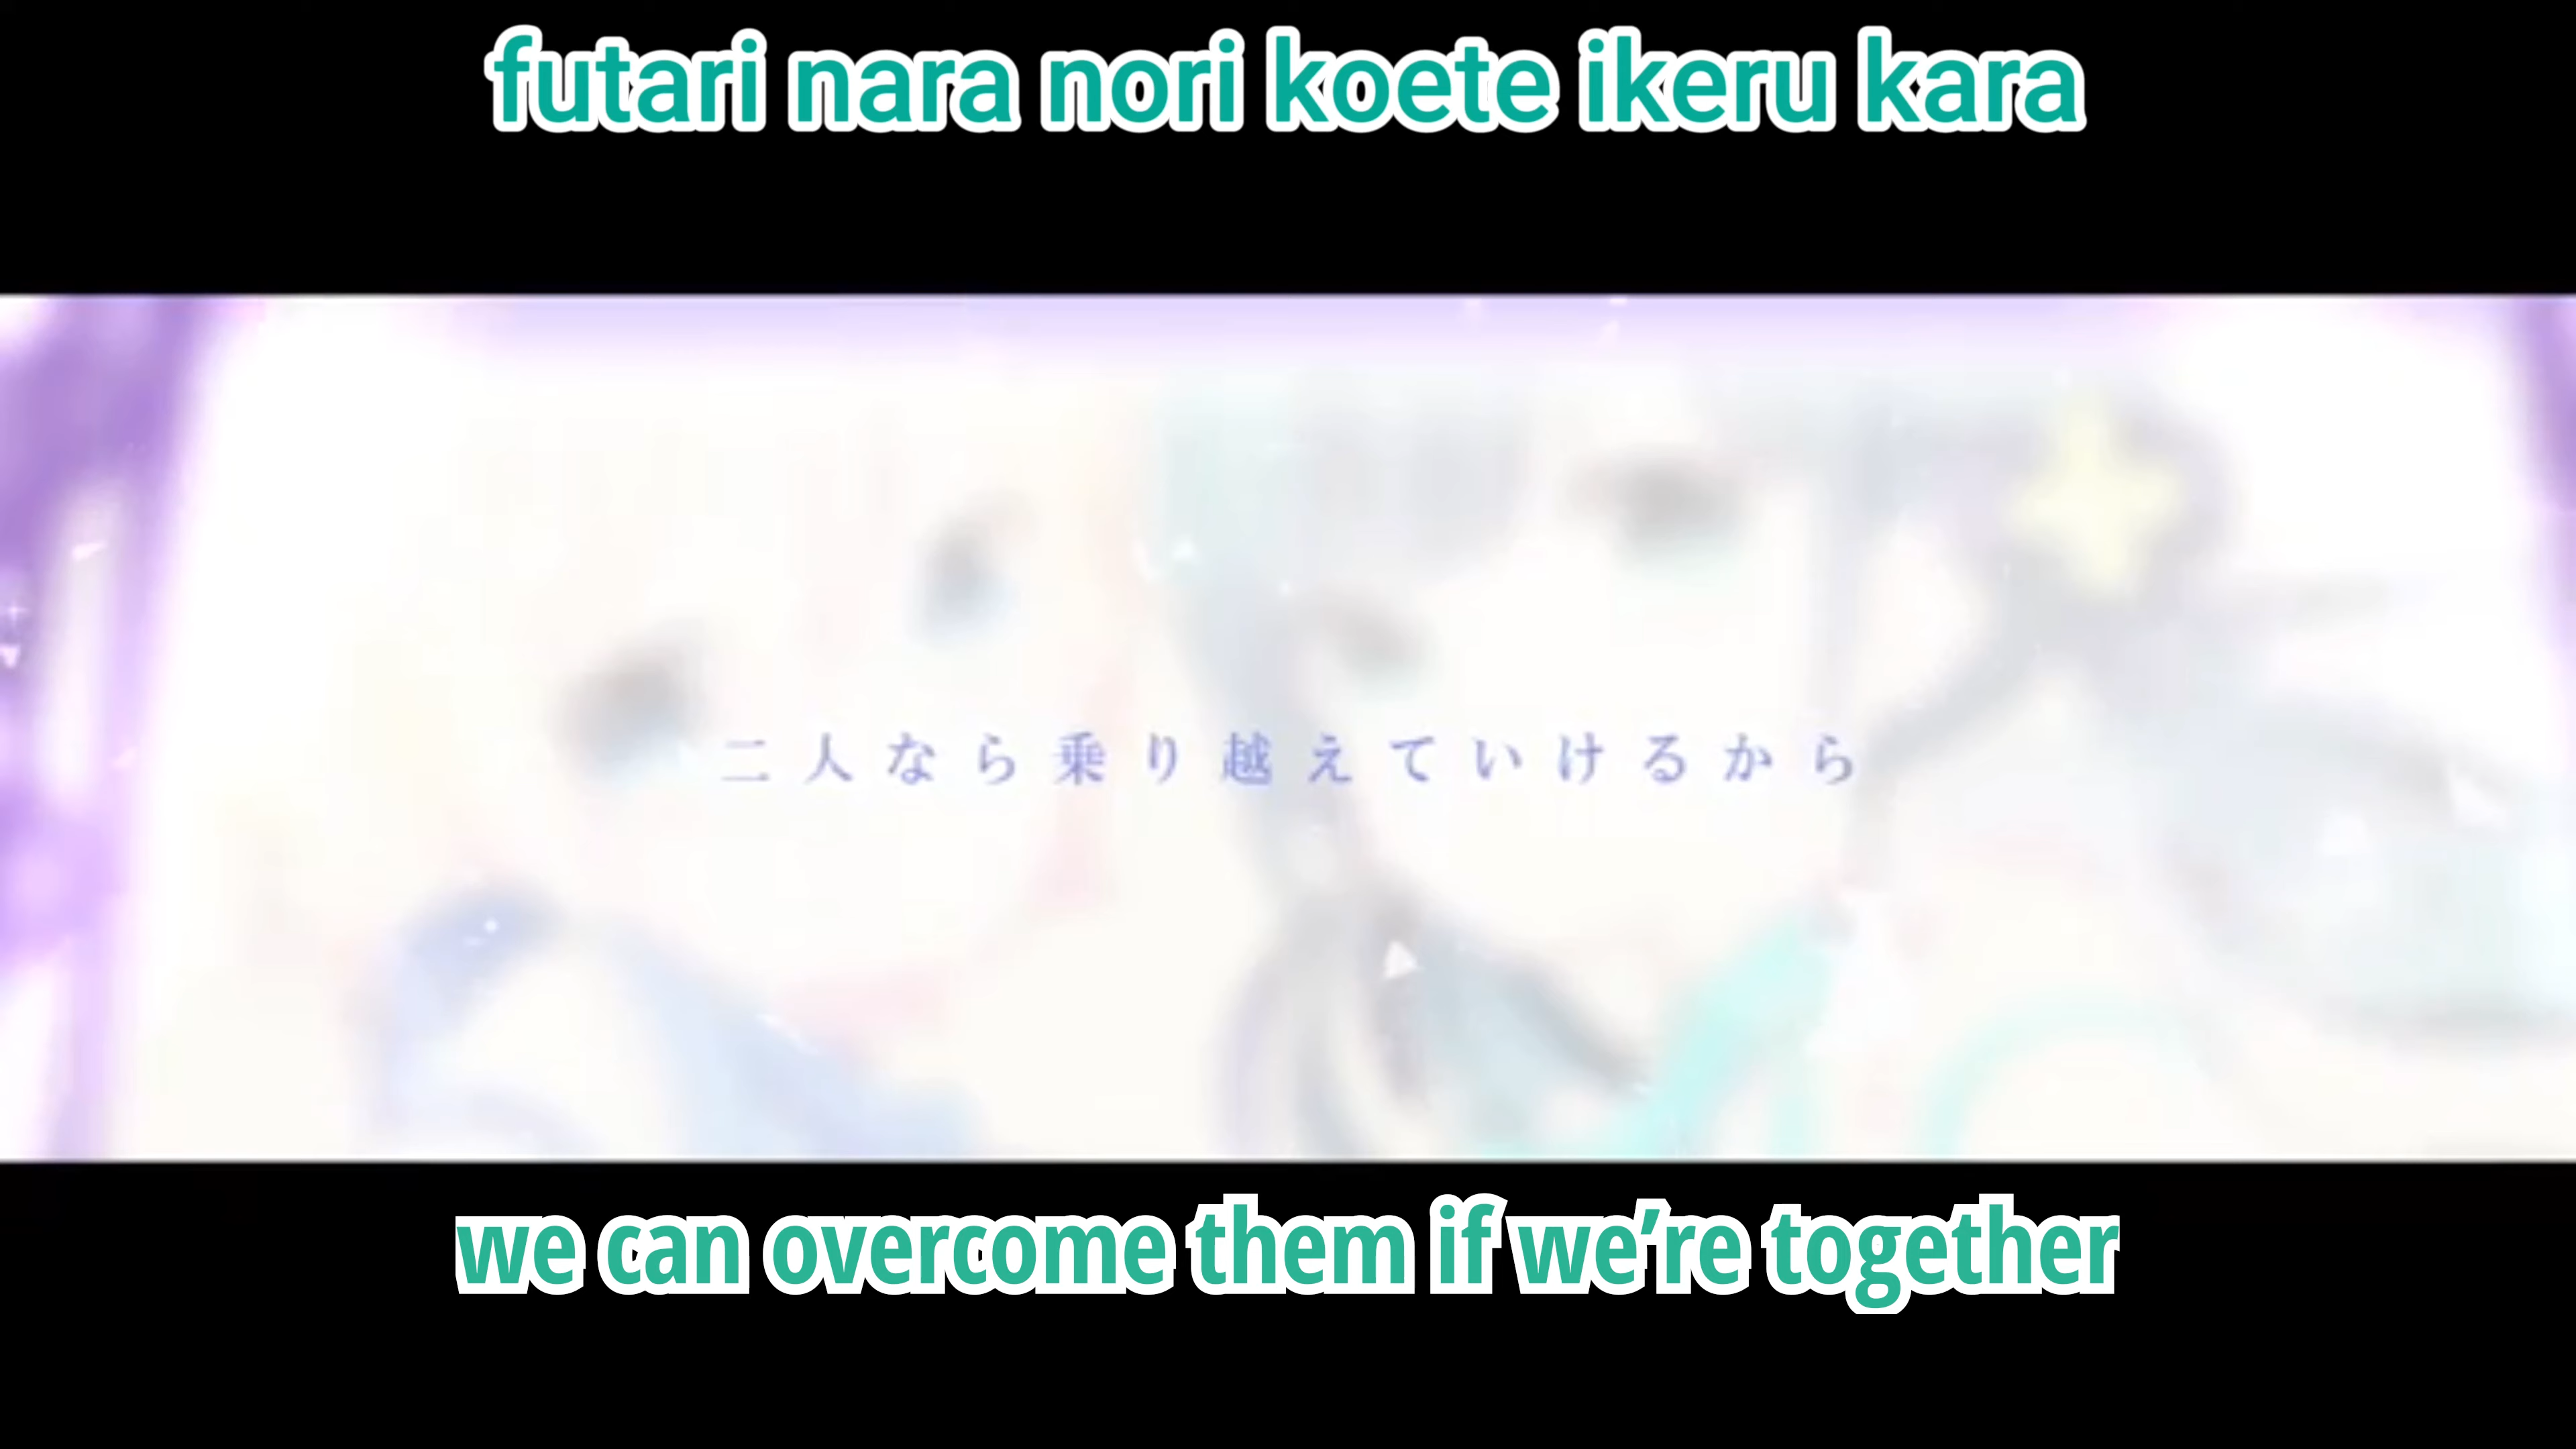 futari nara nori koete ikeru kara
二人なら乗り越えていけるから
we can overcome them if we’re together